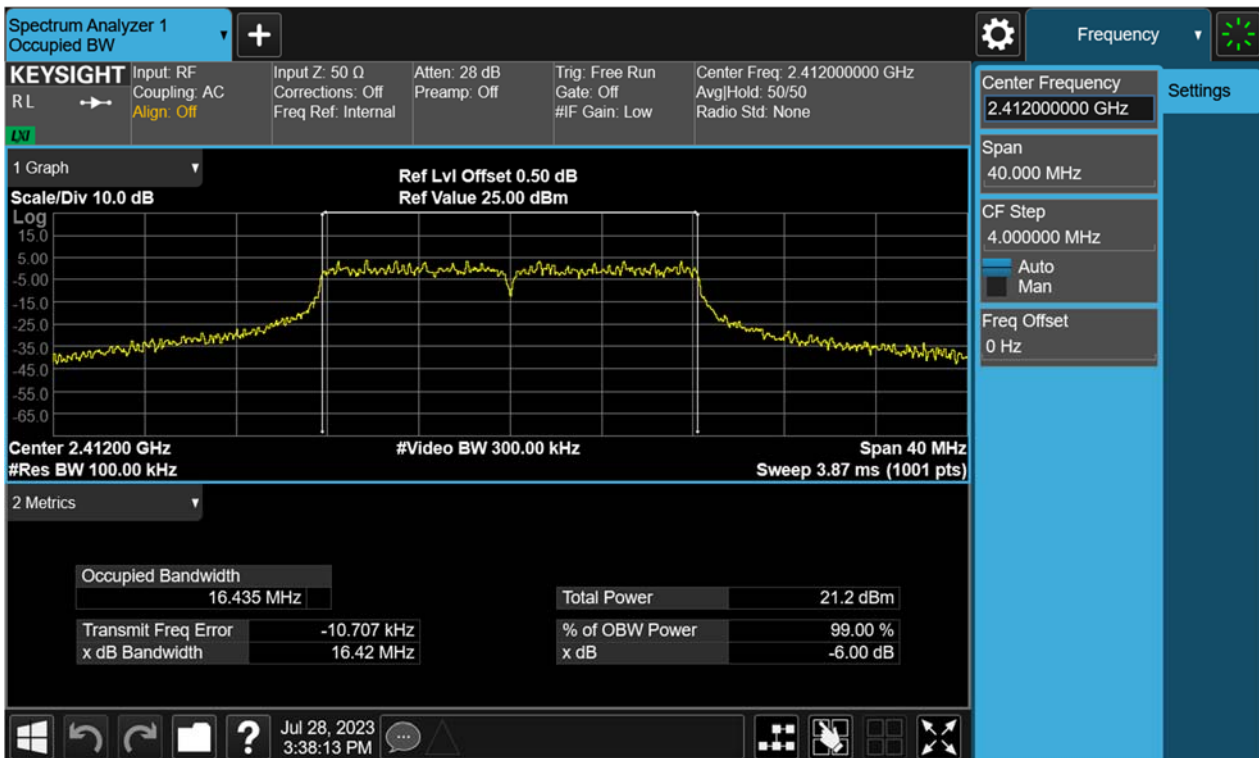 Spectrum Analyzer 1
Occupied BW
+
Frequency
KEYSIGHT
R L
LXI
Input: RF
Coupling: AC
Align: Off
Input Z: 50 Ω
Corrections: Off
Freq Ref: Internal
Atten: 28 dB
Preamp: Off
Trig: Free Run
Gate: Off
#IF Gain: Low
Center Freq: 2.412000000 GHz
Avg|Hold: 50/50
Radio Std: None
Center Frequency
2.412000000 GHz
Settings
Span
40.000 MHz
CF Step
4.000000 MHz
Auto
Man
Freq Offset
0 Hz
1 Graph
Scale/Div 10.0 dB
Ref Lvl Offset 0.50 dB
Ref Value 25.00 dBm
Log
15.0
5.00
-5.00
-15.0
-25.0
-35.0
-45.0
-55.0
-65.0
Center 2.41200 GHz
#Video BW 300.00 kHz
Span 40 MHz
#Res BW 100.00 kHz
Sweep 3.87 ms (1001 pts)
2 Metrics
Occupied Bandwidth
16.435 MHz
Total Power 21.2 dBm
Transmit Freq Error -10.707 kHz
% of OBW Power 99.00 %
x dB Bandwidth 16.42 MHz
x dB -6.00 dB
?
Jul 28, 2023
3:38:13 PM